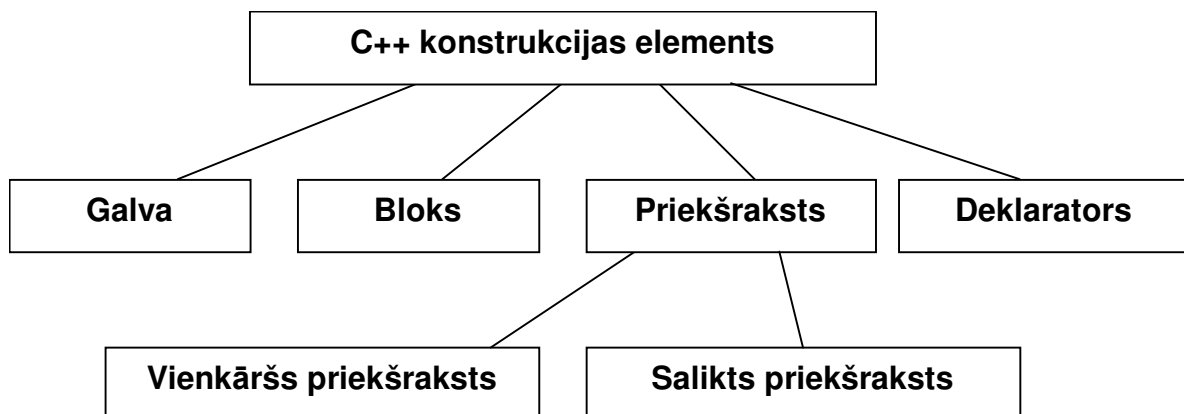 C++ konstrukcijas elements
Galva
Bloks
Priekšraksts
Deklarators
Vienkāršs priekšraksts
Salikts priekšraksts